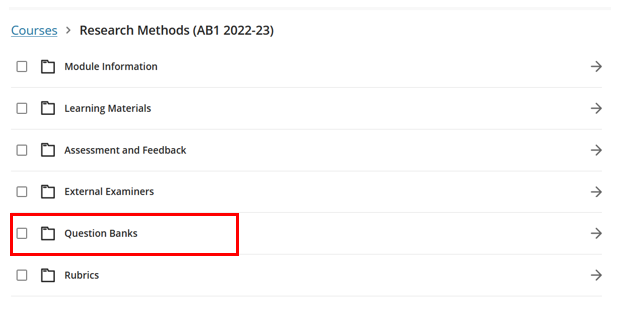 Courses > Research Methods (AB1 2022-23)
Module Information
Learning Materials
Assessment and Feedback
External Examiners
Question Banks
Rubrics